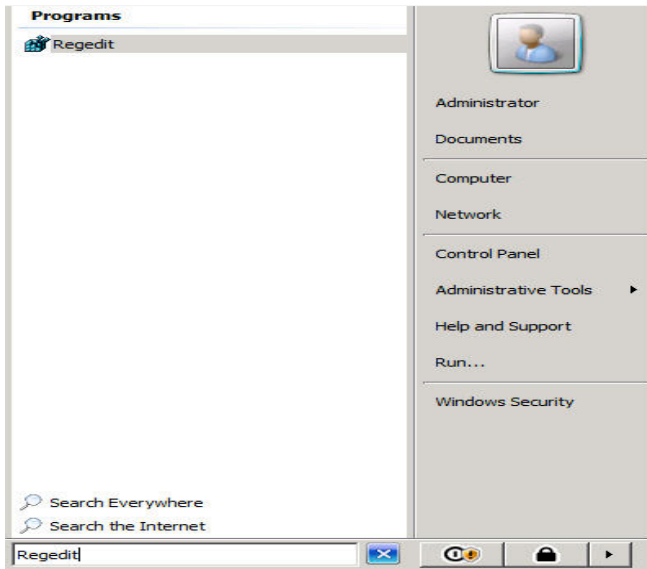 Programs
Regedit
Search Everywhere
Search the Internet
Regedit
Administrator
Documents
Computer
Network
Control Panel
Administrative Tools
Help and Support
Run...
Windows Security